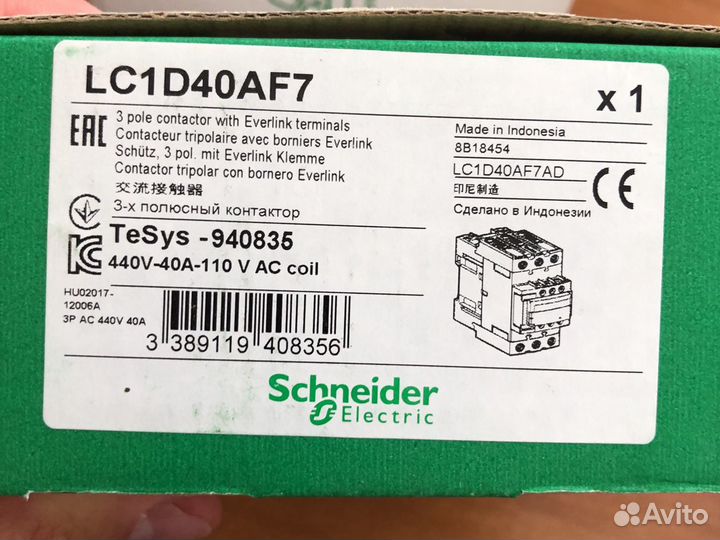 LC1D40AF7
x 1
3 pole contactor with Everlink terminals
Contacteur tripolaire avec borniers Everlink
Schütz, 3 pol. mit Everlink Klemme
Contactor tripolar con bornero Everlink
交流接触器
3-х полюсный контактор
EAC
Made in Indonesia
8B18454
LC1D40AF7AD
印尼制造
Сделано в Индонезии
CE
TeSys -940835
440V-40A-110 V AC coil
HU02017-
12006A
3P AC 440V 40A
3 389119 408356
Schneider
Electric
Avito